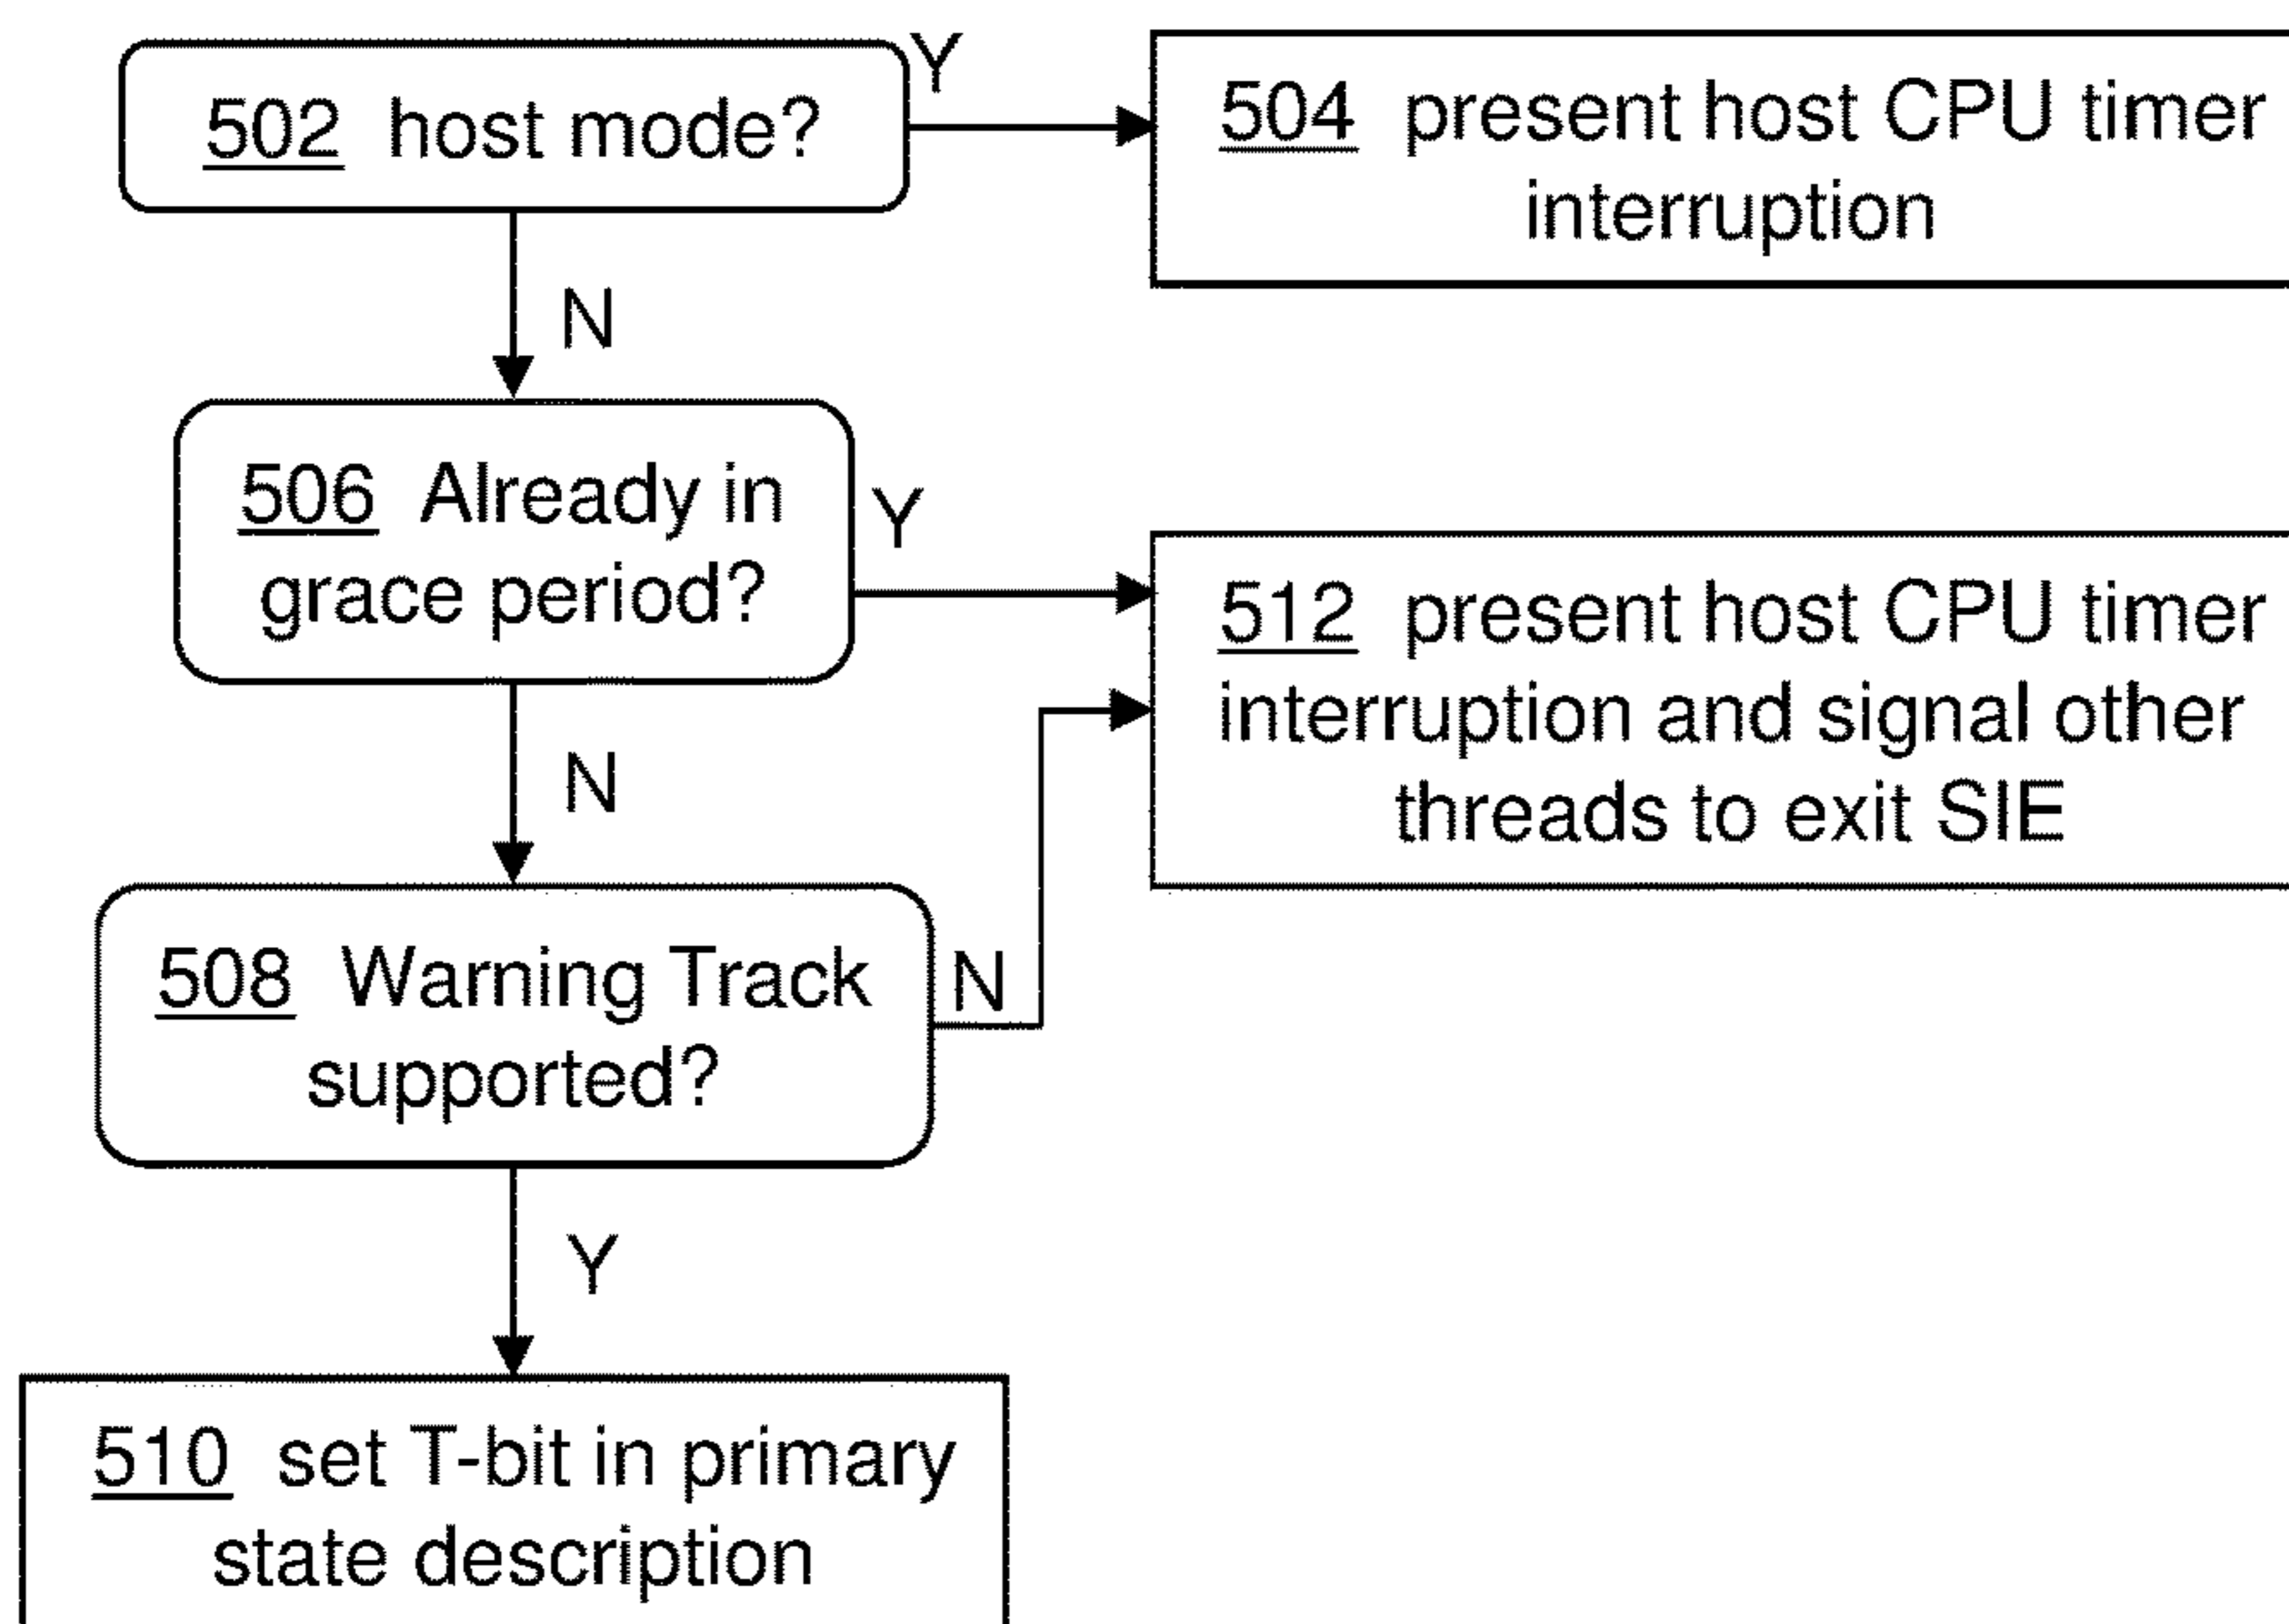 502 host mode?
Y
504 present host CPU timer
interruption
N
506 Already in
grace period?
Y
512 present host CPU timer
interruption and signal other
threads to exit SIE
N
508 Warning Track
supported?
N
Y
510 set T-bit in primary
state description